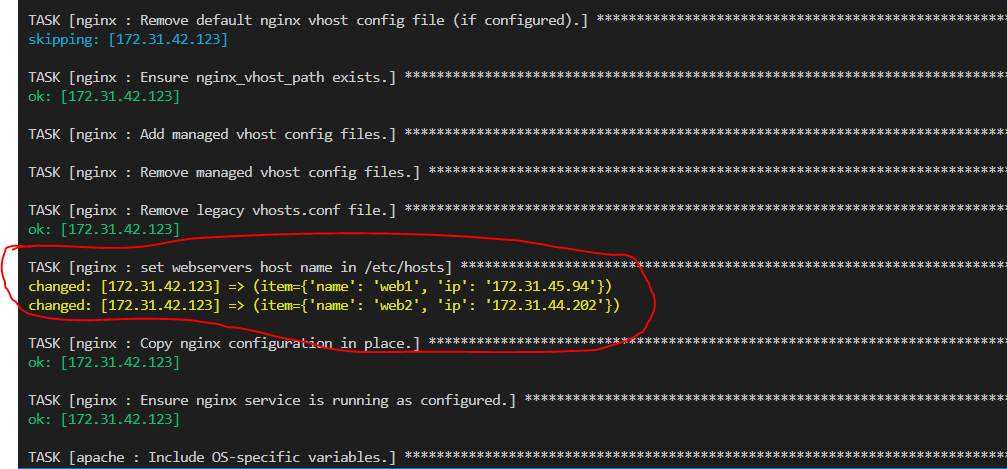 TASK [nginx : Remove default nginx vhost config file (if configured).] ****************************************************
skipping: [172.31.42.123]
TASK [nginx : Ensure nginx_vhost_path exists.] ****************************************************************************
ok: [172.31.42.123]
TASK [nginx : Add managed vhost config files.] ****************************************************************************
TASK [nginx : Remove managed vhost config files.] *************************************************************************
TASK [nginx : Remove legacy vhosts.conf file.] ****************************************************************************
ok: [172.31.42.123]
TASK [nginx : set webservers host name in /etc/hosts] *********************************************************************
changed: [172.31.42.123] => (item={'name': 'web1', 'ip': '172.31.45.94'})
changed: [172.31.42.123] => (item={'name': 'web2', 'ip': '172.31.44.202'})
TASK [nginx : Copy nginx configuration in place.] *************************************************************************
ok: [172.31.42.123]
TASK [nginx : Ensure nginx service is running as configured.] *************************************************************
ok: [172.31.42.123]
TASK [apache : Include OS-specific variables.] ****************************************************************************